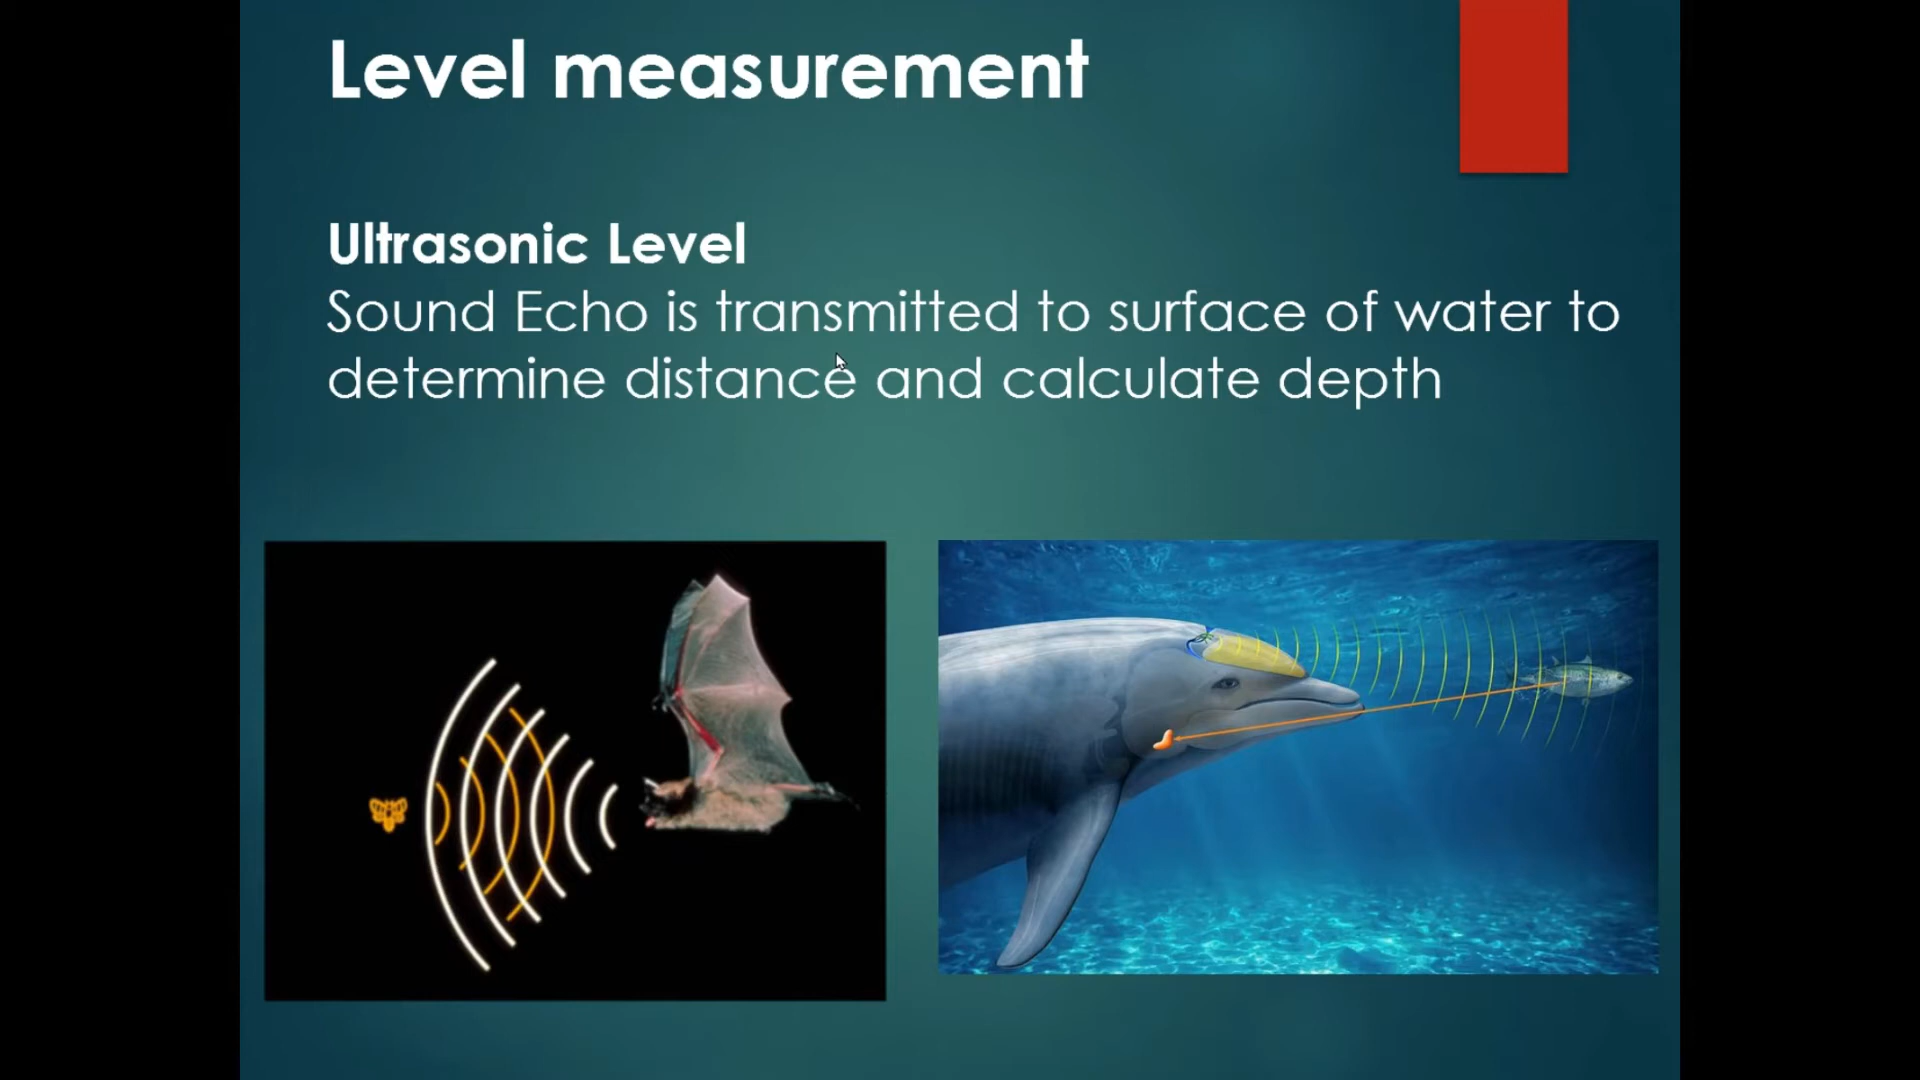 Level measurement
Ultrasonic Level
Sound Echo is transmitted to surface of water to
determine distance and calculate depth